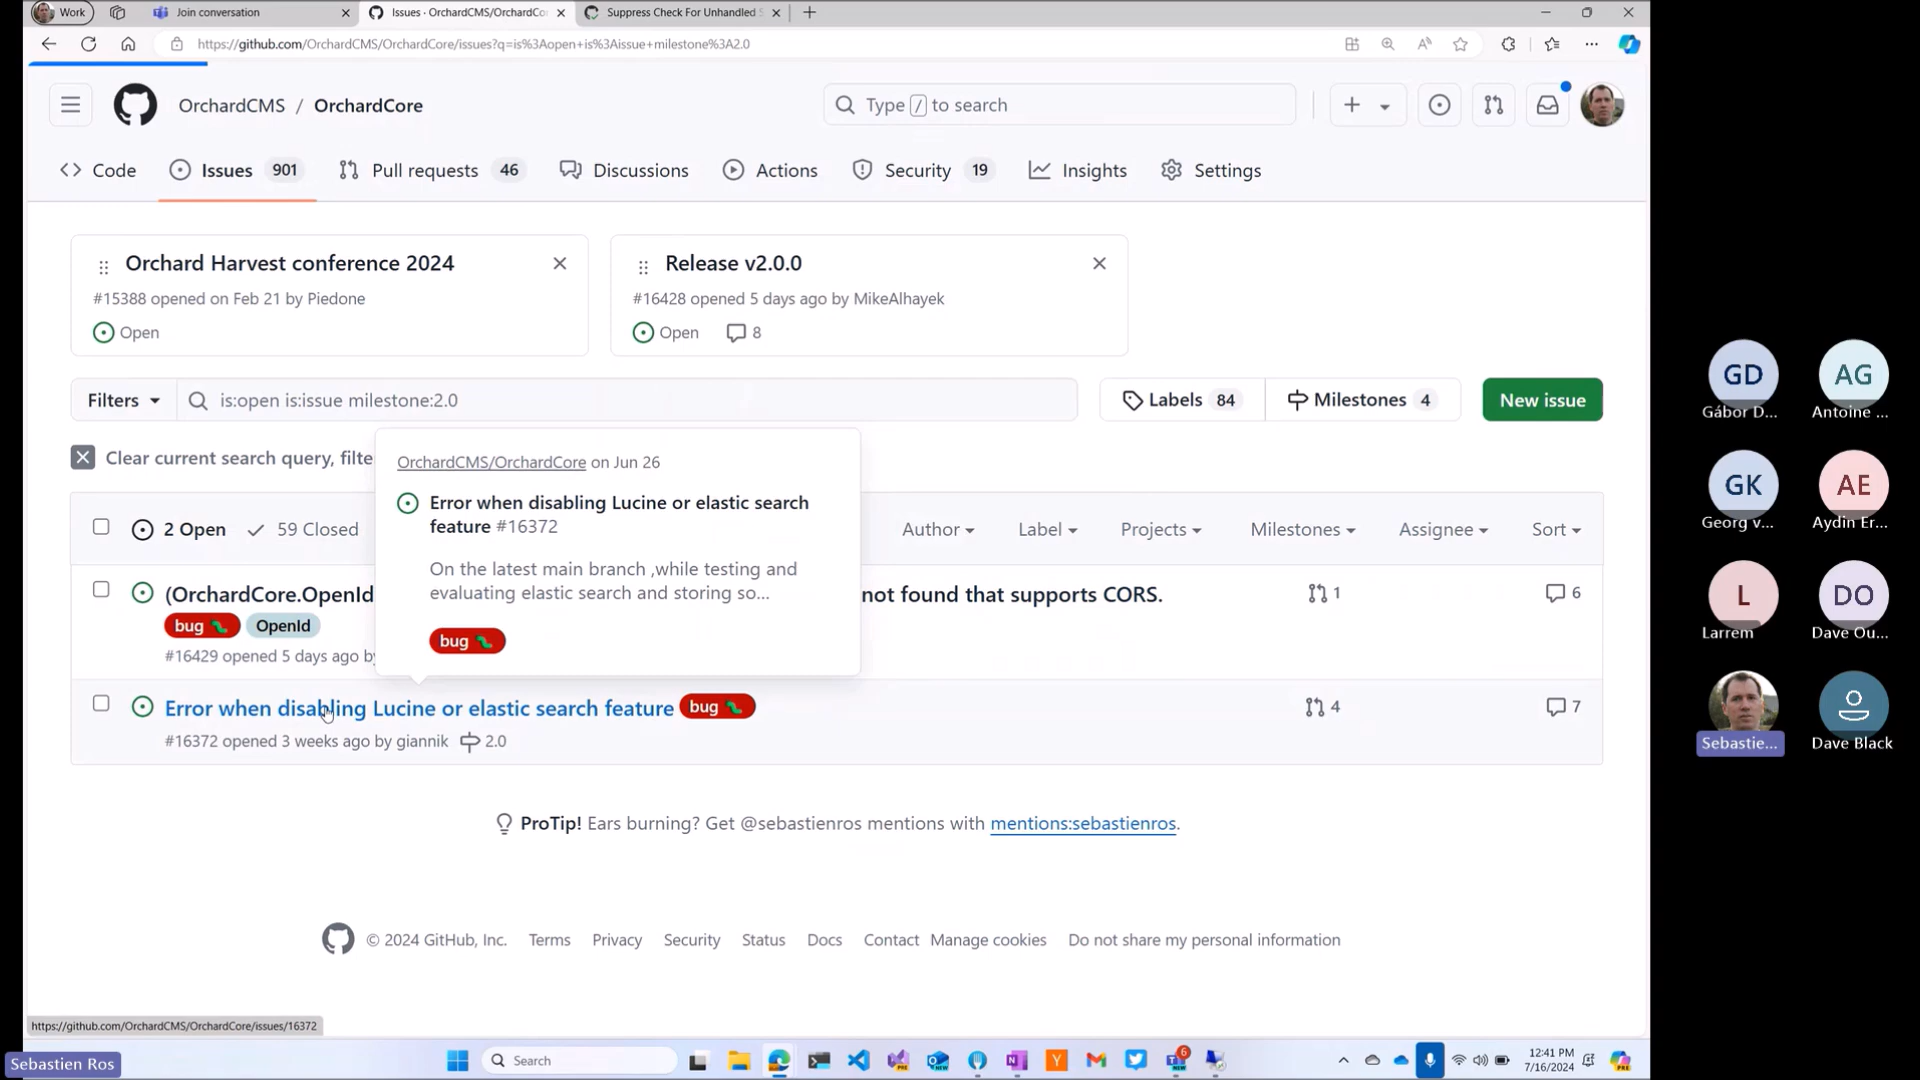 Work
Join conversation
Issues · OrchardCMS/OrchardCo
Suppress Check For Unhandled S
https://github.com/OrchardCMS/OrchardCore/issues?q=is%3Aopen+is%3Aissue+milestone%3A2.0
OrchardCMS / OrchardCore
Type / to search
Code
Issues 901
Pull requests 46
Discussions
Actions
Security 19
Insights
Settings
Orchard Harvest conference 2024
#15388 opened on Feb 21 by Piedone
Open
Release v2.0.0
#16428 opened 5 days ago by MikeAlhayek
Open 8
Filters
is:open is:issue milestone:2.0
Labels 84
Milestones 4
New issue
Clear current search query, filte
OrchardCMS/OrchardCore on Jun 26
Error when disabling Lucine or elastic search
feature #16372
On the latest main branch ,while testing and
evaluating elastic search and storing so...
bug
2 Open 59 Closed
Author Label Projects Milestones Assignee Sort
(OrchardCore.OpenId not found that supports CORS.
1
6
bug OpenId
#16429 opened 5 days ago by
Error when disabling Lucine or elastic search feature bug
4
7
#16372 opened 3 weeks ago by giannik 2.0
ProTip! Ears burning? Get @sebastienros mentions with mentions:sebastienros.
© 2024 GitHub, Inc. Terms Privacy Security Status Docs Contact Manage cookies Do not share my personal information
https://github.com/OrchardCMS/OrchardCore/issues/16372
Sebastien Ros
Search
6
12:41 PM
7/16/2024
GD
Gábor D...
AG
Antoine ...
GK
Georg v...
AE
Aydin Er...
L
Larrem
DO
Dave Ou...
Sebastie...
Dave Black